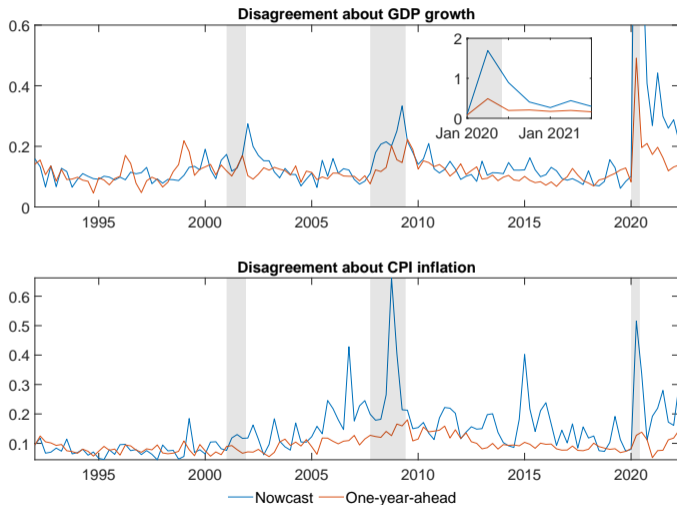 Disagreement about GDP growth
0.6
0.4
0.2
0
2
1
0
Jan 2020 Jan 2021
1995 2000 2005 2010 2015 2020
Disagreement about CPI inflation
0.6
0.5
0.4
0.3
0.2
0.1
1995 2000 2005 2010 2015 2020
Nowcast One-year-ahead